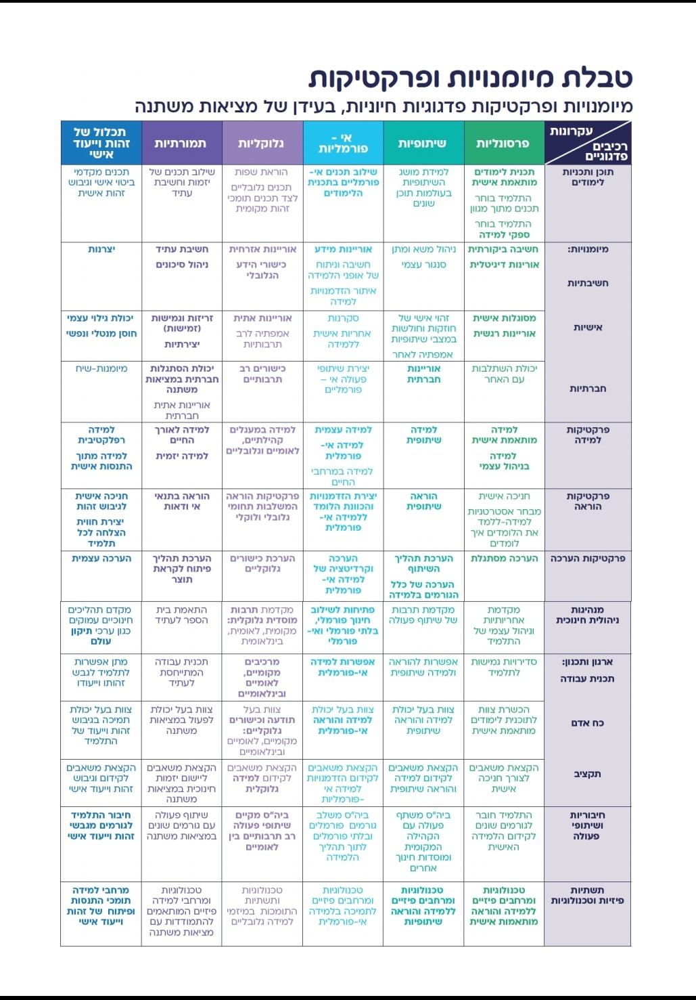 טבלת מיומנויות ופרקטיקות
מיומנויות ופרקטיקות פדגוגיות חיוניות, בעידן של מציאות משתנה
עקרונות
רכיבים
פדגוגיים
פרסונליות
שיתופיות
אי -
פורמליות
גלוקליות
תמורתיות
תכלול של
זהות וייעוד
אישי
תוכן ותכניות
לימודים
תכנית לימודים
מותאמת אישית
התלמיד בוחר
תכנים מתוך מגוון
התלמיד בוחר
ספקי למידה
למידת מושג
השיתופיות
בעולמות תוכן
שונים
שילוב תכנים אי-
פורמליים בתכנית
הלימודים
הוראת שפות
תכנים גלובליים
לצד תכנים תומכי
זהות מקומית
שילוב תכנים של
יזמות וחשיבת
עתיד
תכנים מקדמי
ביטוי אישי וגיבוש
זהות אישית
מיומנויות:
חשיבתיות
חשיבה ביקורתית
אורינות דיגיטלית
ניהול משא ומתן
סנגור עצמי
אוריינות מידע
חשיבה וניתוח
של אופני הלמידה
איתור הזדמנויות
למידה
אוריינות אזרחית
כישורי הידע
הגלובלי
חשיבת עתיד
ניהול סיכונים
יצרנות
אישיות
מסוגלות אישית
אוריינות רגשית
זהוי אישי של
חוזקות וחולשות
במצבי שיתופיות
אמפתיה לאחר
סקרנות
אחריות אישית
ללמידה
אוריינות אתית
אמפתיה לרב
תרבותיות
זריזות וגמישות
(זמישות)
יצירתיות
יכולת גילוי עצמי
חוסן מנטלי ונפשי
חברתיות
יכולת השתלבות
עם האחר
אוריינות
חברתית
יצירת שיתופי
פעולה אי –
פורמליים
כישורים רב
תרבותיים
יכולת הסתגלות
חברתית במציאות
משתנה
אוריינות אתית
חברתית
מיומנות-שיח
פרקטיקות
למידה
למידה
מותאמת אישית
למידה
בניהול עצמי
למידה
שיתופית
למידה עצמית
למידה אי-
פורמלית
למידה במרחבי
החיים
למידה במעגלים
קהילתיים,
לאומיים וגלובליים
למידה לאורך
החיים
למידה יזמית
למידה
רפלקטיבית
למידה מתוך
התנסות אישית
פרקטיקות
הוראה
חניכה אישית
מבחר אסטרטגיות
למידה-ללמד
את הלומדים איך
לומדים
הוראה
שיתופית
יצירת הזדמנויות
והכוונת הלומד
ללמידה אי-
פורמלית
פרקטיקות הוראה
המשלבות תחומי
גלובלי ולוקלי
הוראה בתנאי
אי ודאות
חניכה אישית
לגיבוש זהות
יצירת חווית
הצלחה לכל
תלמיד
פרקטיקות הערכה
הערכה מסתגלת
הערכת תהליך
השיתוף
הערכה של כלל
הגורמים בלמידה
הערכה
וקרדיטציה של
למידה אי-
פורמלית
הערכת כישורים
גלוקליים
הערכת תהליך
פיתוח לקראת
תוצר
הערכה עצמית
מנהיגות
ניהולית חינוכית
מקדמת
אחריותיות
וניהול עצמי של
התלמיד
מקדמת תרבות
של שיתוף פעולה
פתיחות לשילוב
חינוך פורמלי,
בלתי פורמלי ואי-
פורמלי
מקדמת תרבות
מוסדית גלוקלית:
מקומית, לאומית,
בינלאומית
התאמת בית
הספר לעתיד
מקדם תהליכים
חינוכיים עמוקים
כגון ערכי תיקון
עולם
ארגון ותכנון:
תכנית עבודה
סדירויות גמישות
לתלמיד
אפשרות להוראה
ולמידה שיתופית
אפשרות למידה
אי-פורמלית
מרכיבים
מקומיים,
לאומיים
ובינלאומיים
תכנית עבודה
המתייחסת
לעתיד
מתן אפשרות
לתלמיד לגבש
זהותו וייעודו
כח אדם
הכשרת צוות
לתוכנית לימודים
מותאמת אישית
צוות בעל יכולת
למידה והוראה
שיתופית
צוות בעל יכולת
למידה והוראה
אי-פורמלית
צוות בעל
תודעה וכישורים
גלוקליים:
מקומיים, לאומיים
ובינלאומיים
צוות בעל יכולת
לפעול במציאות
משתנה
צוות בעל יכולת
תמיכה בגיבוש
זהות וייעוד של
התלמיד
תקציב
הקצאת משאבים
לצורך חניכה
אישית
הקצאת משאבים
לקידום למידה
והוראה שיתופית
הקצאת משאבים
לקידום הזדמנויות
למידה אי
-פורמליות
הקצאת משאבים
לקידום למידה
גלוקלית
הקצאת משאבים
ליישום יזמות
חינוכית במציאות
משתנה
הקצאת משאבים
לקידום וגיבוש
זהות וייעוד אישי
חיבוריות
ושיתופי
פעולה
התלמיד חובר
לגורמים שונים
לקידום הלמידה
האישית
ביה"ס משתף
פעולה עם
הקהילה
המקומית
ומוסדות חינוך
אחרים
ביה"ס משלב
גורמים פורמלים
ובלתי פורמלים
לתוך תהליך
הלמידה
ביה"ס מקיים
שיתופי פעולה
רב תרבותיים בין
לאומיים
שיתוף פעולה
עם גורמים שונים
במציאות משתנה
חיבור התלמיד
לגורמים מגבשי
זהות וייעוד אישי
תשתיות
פיזיות וטכנולוגיות
טכנולוגיות
ומרחבים פיזיים
ללמידה והוראה
מותאמות אישית
טכנולוגיות
ומרחבים פיזיים
ללמידה והוראה
שיתופיות
טכנולוגיות
ומרחבים פיזיים
לתמיכה בלמידה
אי-פורמלית
טכנולוגיות
ותשתיות
התומכות במיזמי
למידה גלובליים
טכנולוגיות
ומרחבי למידה
פיזיים המותאמים
להתמודדות עם
מציאות משתנה
מרחבי למידה
תומכי התנסות
ופיתוח של זהות
וייעוד אישי